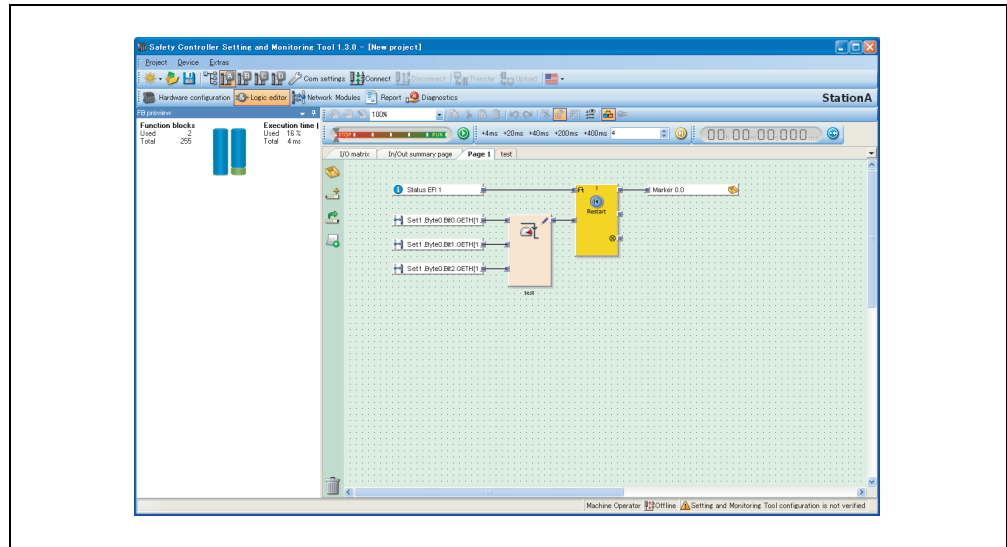 Safety Controller Setting and Monitoring Tool 1.3.0 - [New project]
Project Device Extras
Com settings Connect Disconnect Transfer Upload
Hardware configuration Logic editor Network Modules Report Diagnostics StationA
FB preview
100%
Function blocks
Used 2
Total 255
Execution time
Used 16 %
Total 4 ms
STOP RUN +4ms +20ms +40ms +200ms +400ms 4 00.00..00.000
I/O matrix In/Out summary page Page 1 test
Status EFI 1
1
Restart
Marker 0.0
Set1.Byte0.Bit0.GETH[1
Set1.Byte0.Bit1.GETH[1
Set1.Byte0.Bit2.GETH[1
test
Machine Operator Offline Setting and Monitoring Tool configuration is not verified